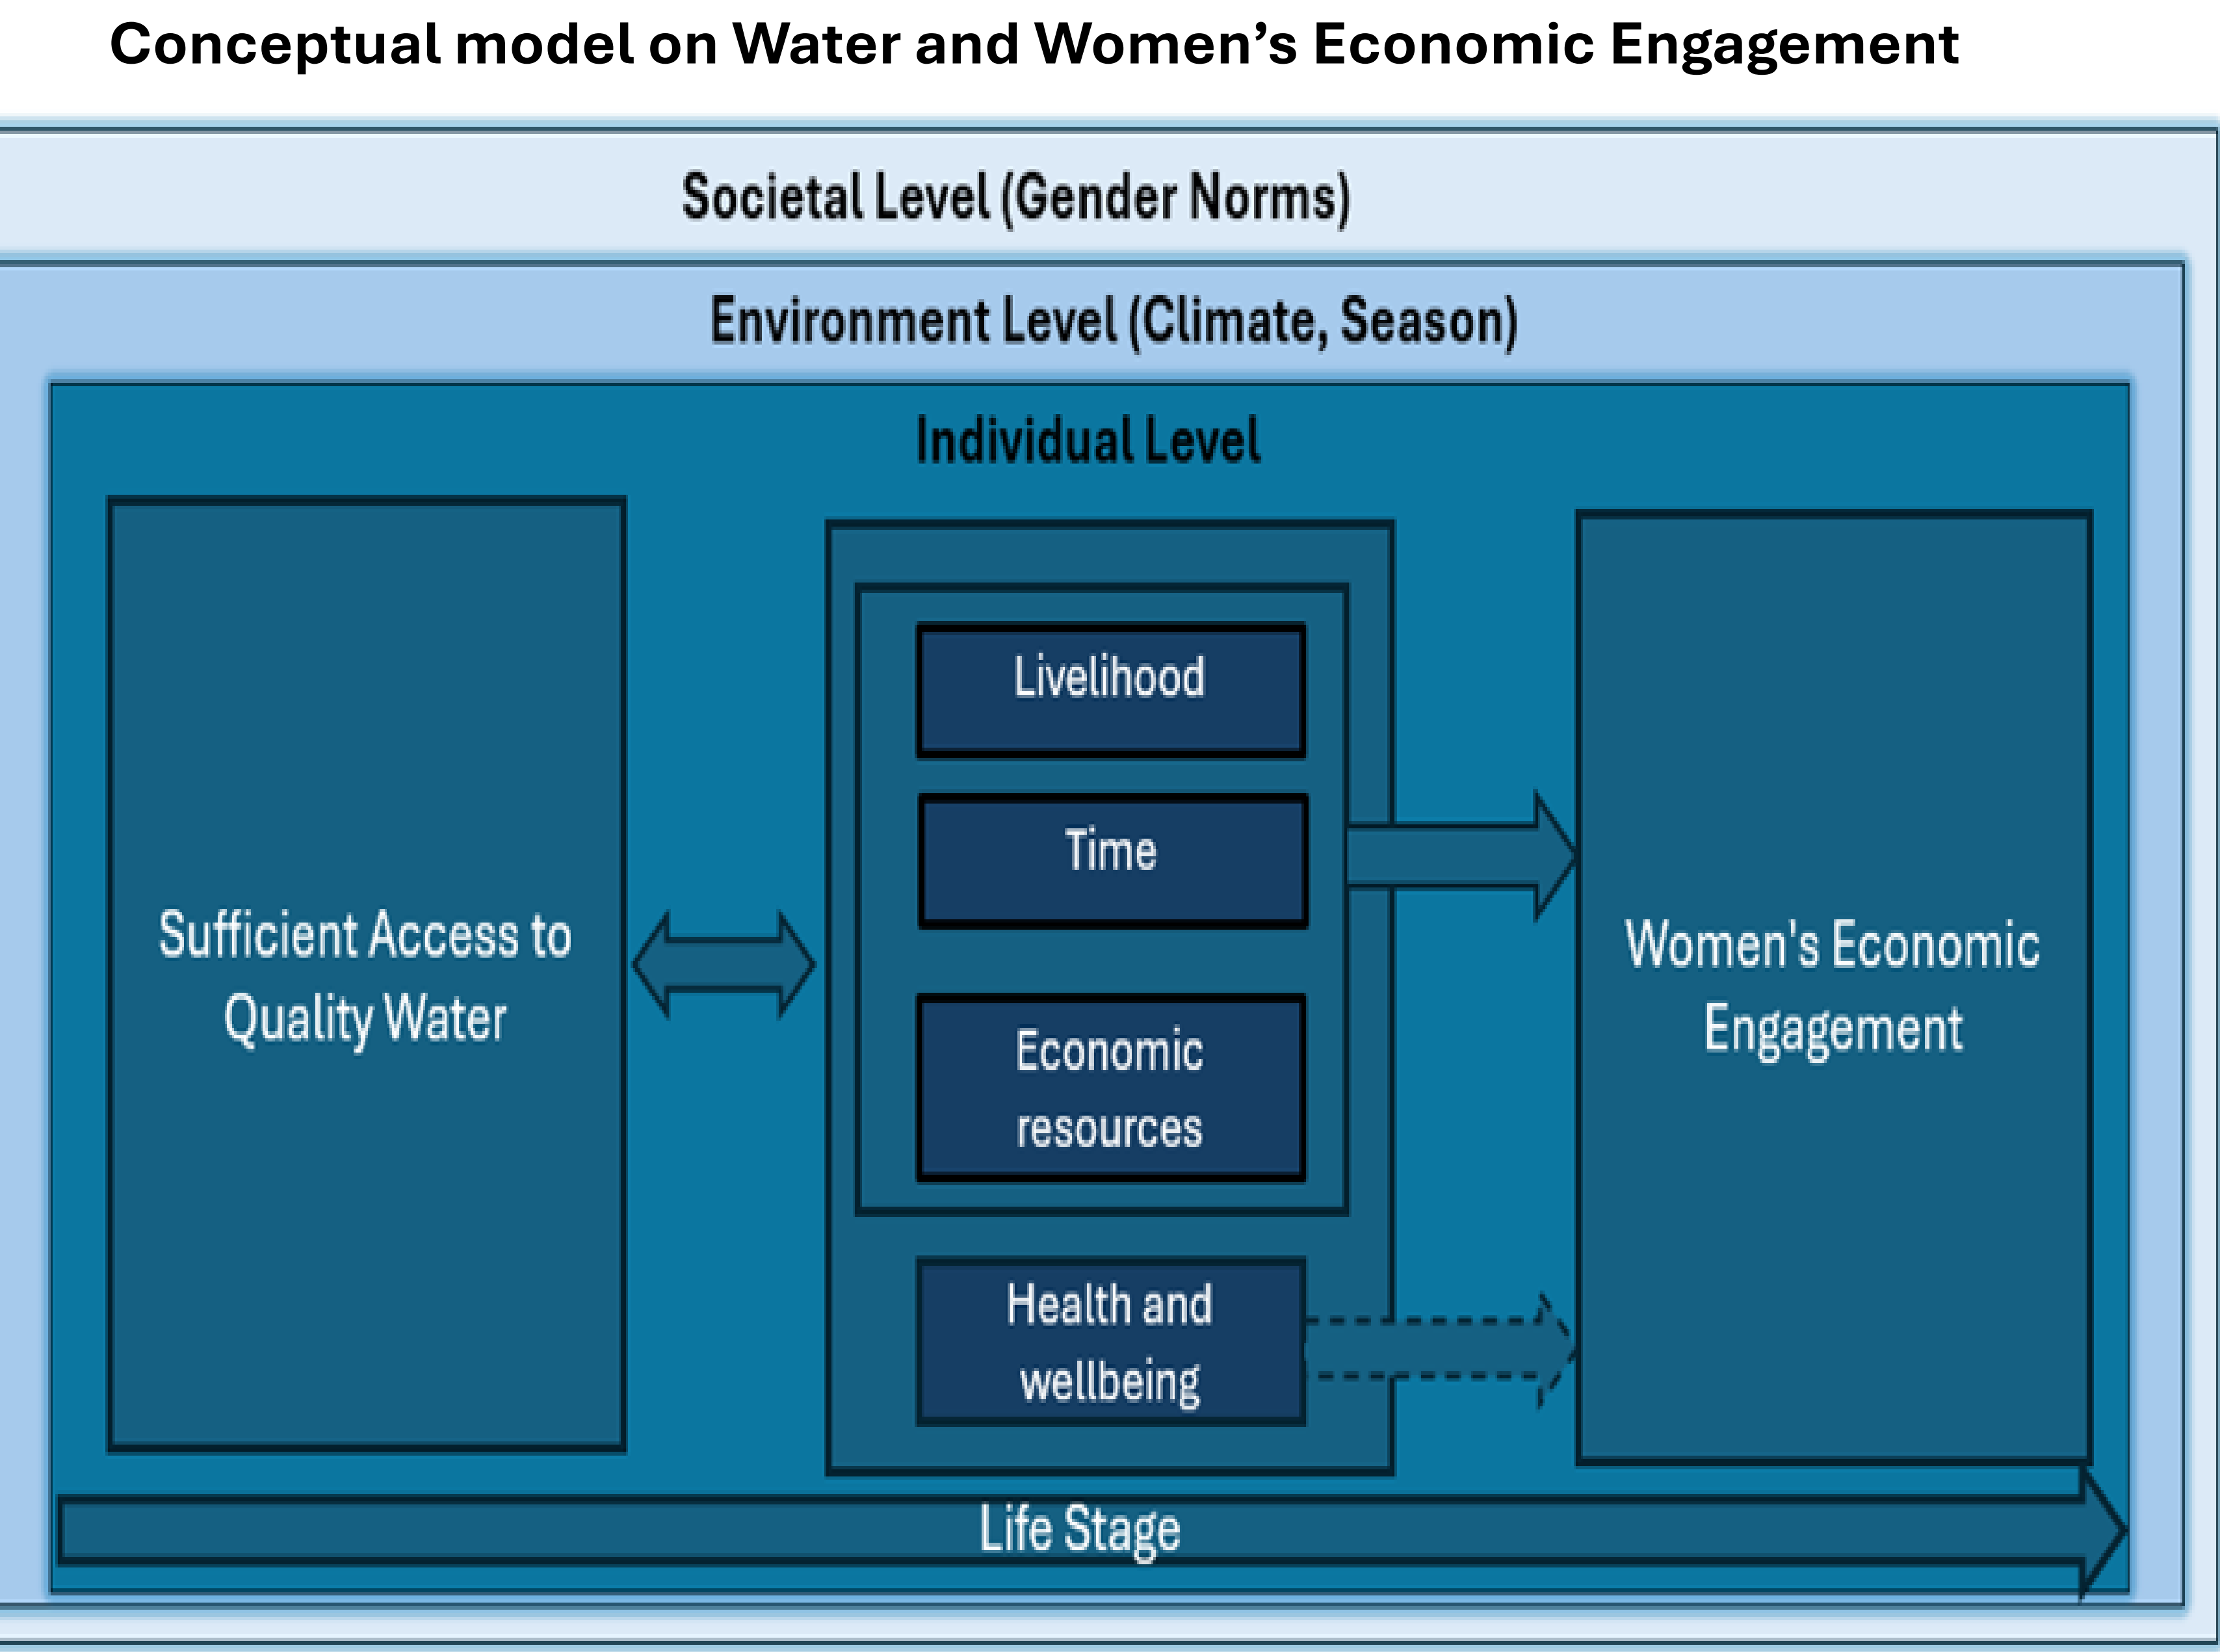 Conceptual model on Water and Women’s Economic Engagement
Societal Level (Gender Norms)
Environment Level (Climate, Season)
Individual Level
Sufficient Access to
Quality Water
Livelihood
Time
Economic
resources
Health and
wellbeing
Women's Economic
Engagement
Life Stage